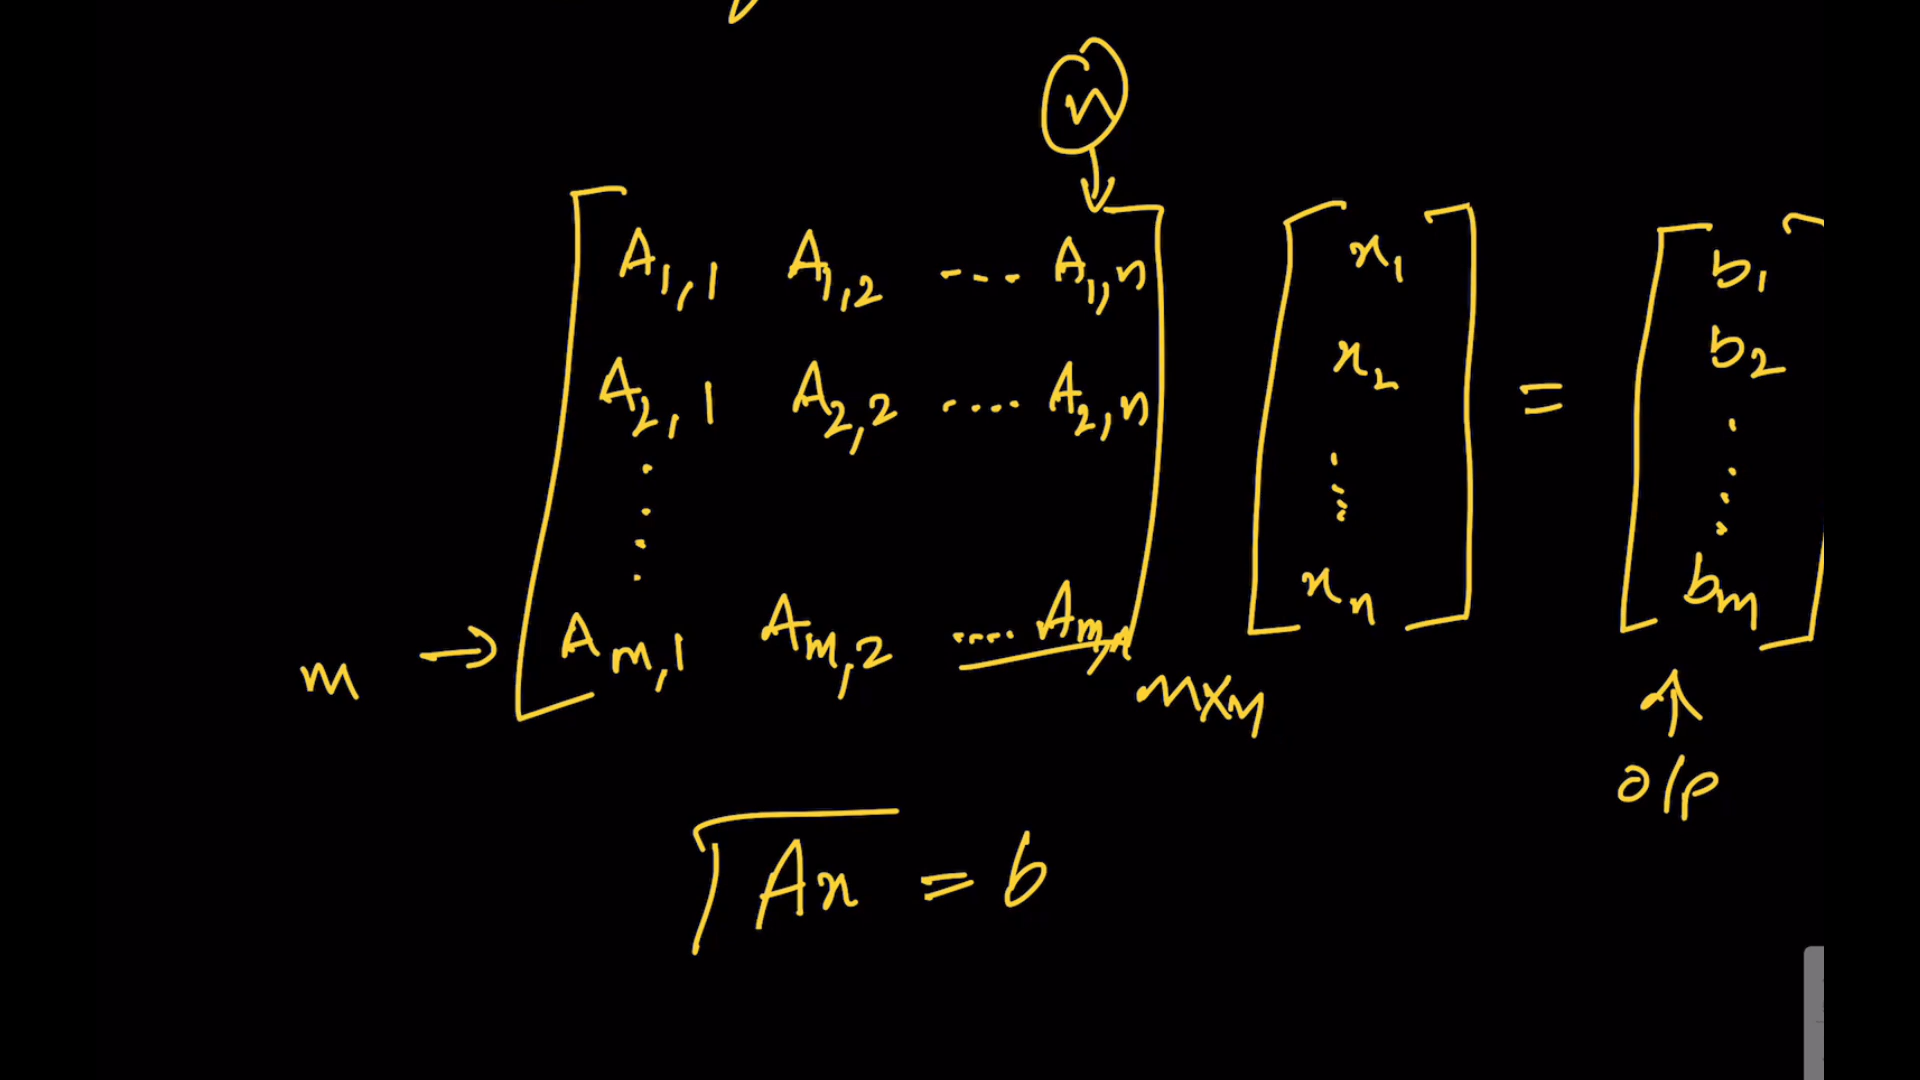 n
A1,1 A1,2 --- A1,n x1 b1
A2,1 A2,2 .... A2,n x2 = b2
m → Am,1 Am,2 .... Am,n xn bm
mxn
o/p
Ax = b